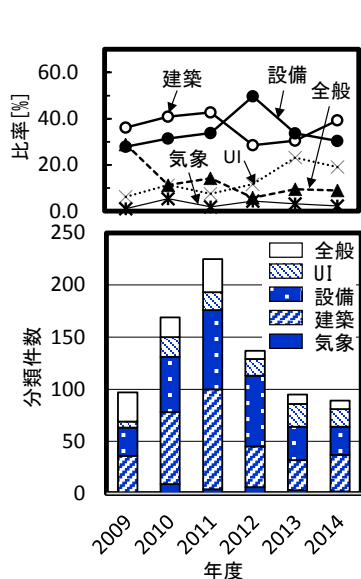 比率[%]
60.0
40.0
20.0
0.0
建築
設備
全般
気象
UI
分類件数
250
200
150
100
50
0
全般
UI
設備
建築
気象
2009
2010
2011
2012
2013
2014
年度